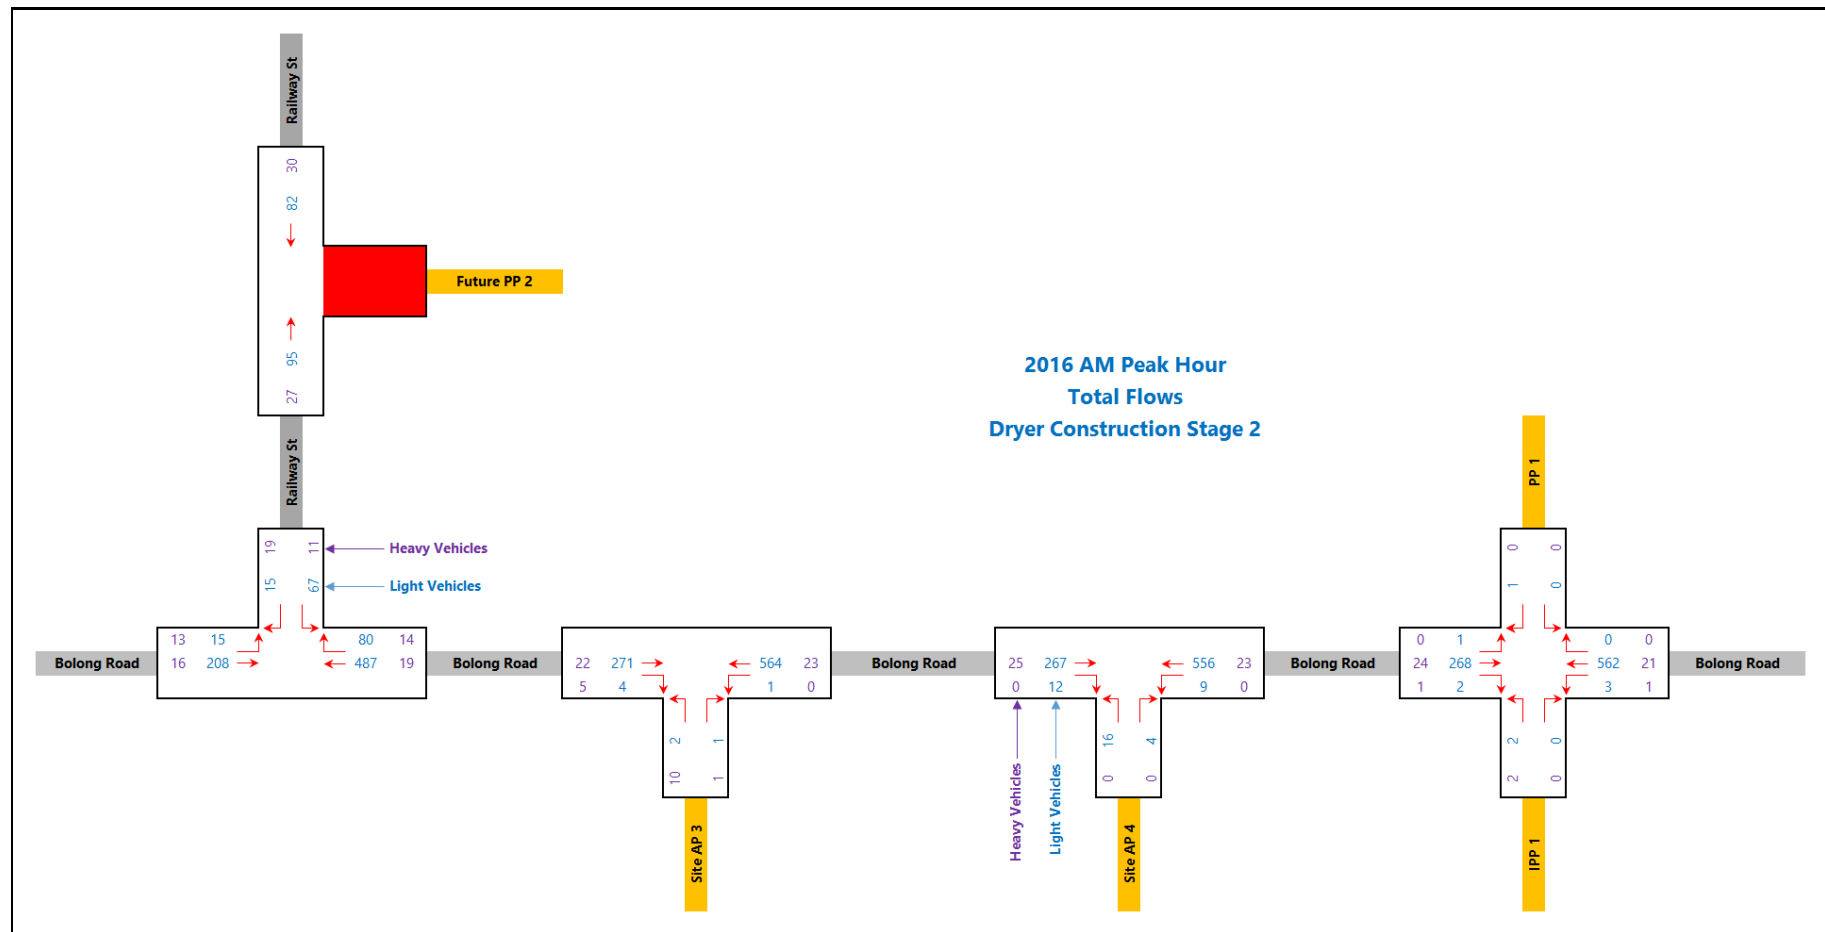 Railway St
30
82
Future PP 2
95
27
2016 AM Peak Hour
Total Flows
Dryer Construction Stage 2
Railway St
PP 1
19 11 Heavy Vehicles
15 67 Light Vehicles
0 0
1 0
13 15 80 14
Bolong Road 16 208 487 19 Bolong Road
22 271 564 23 Bolong Road
5 4 1 0
25 267 556 23 Bolong Road
0 12 9 0
0 1 0 0
24 268 562 21 Bolong Road
1 2 3 1
2 1
10 1
16 4
0 0
2 0
2 0
Heavy Vehicles
Light Vehicles
Site AP 3
Site AP 4
IPP 1